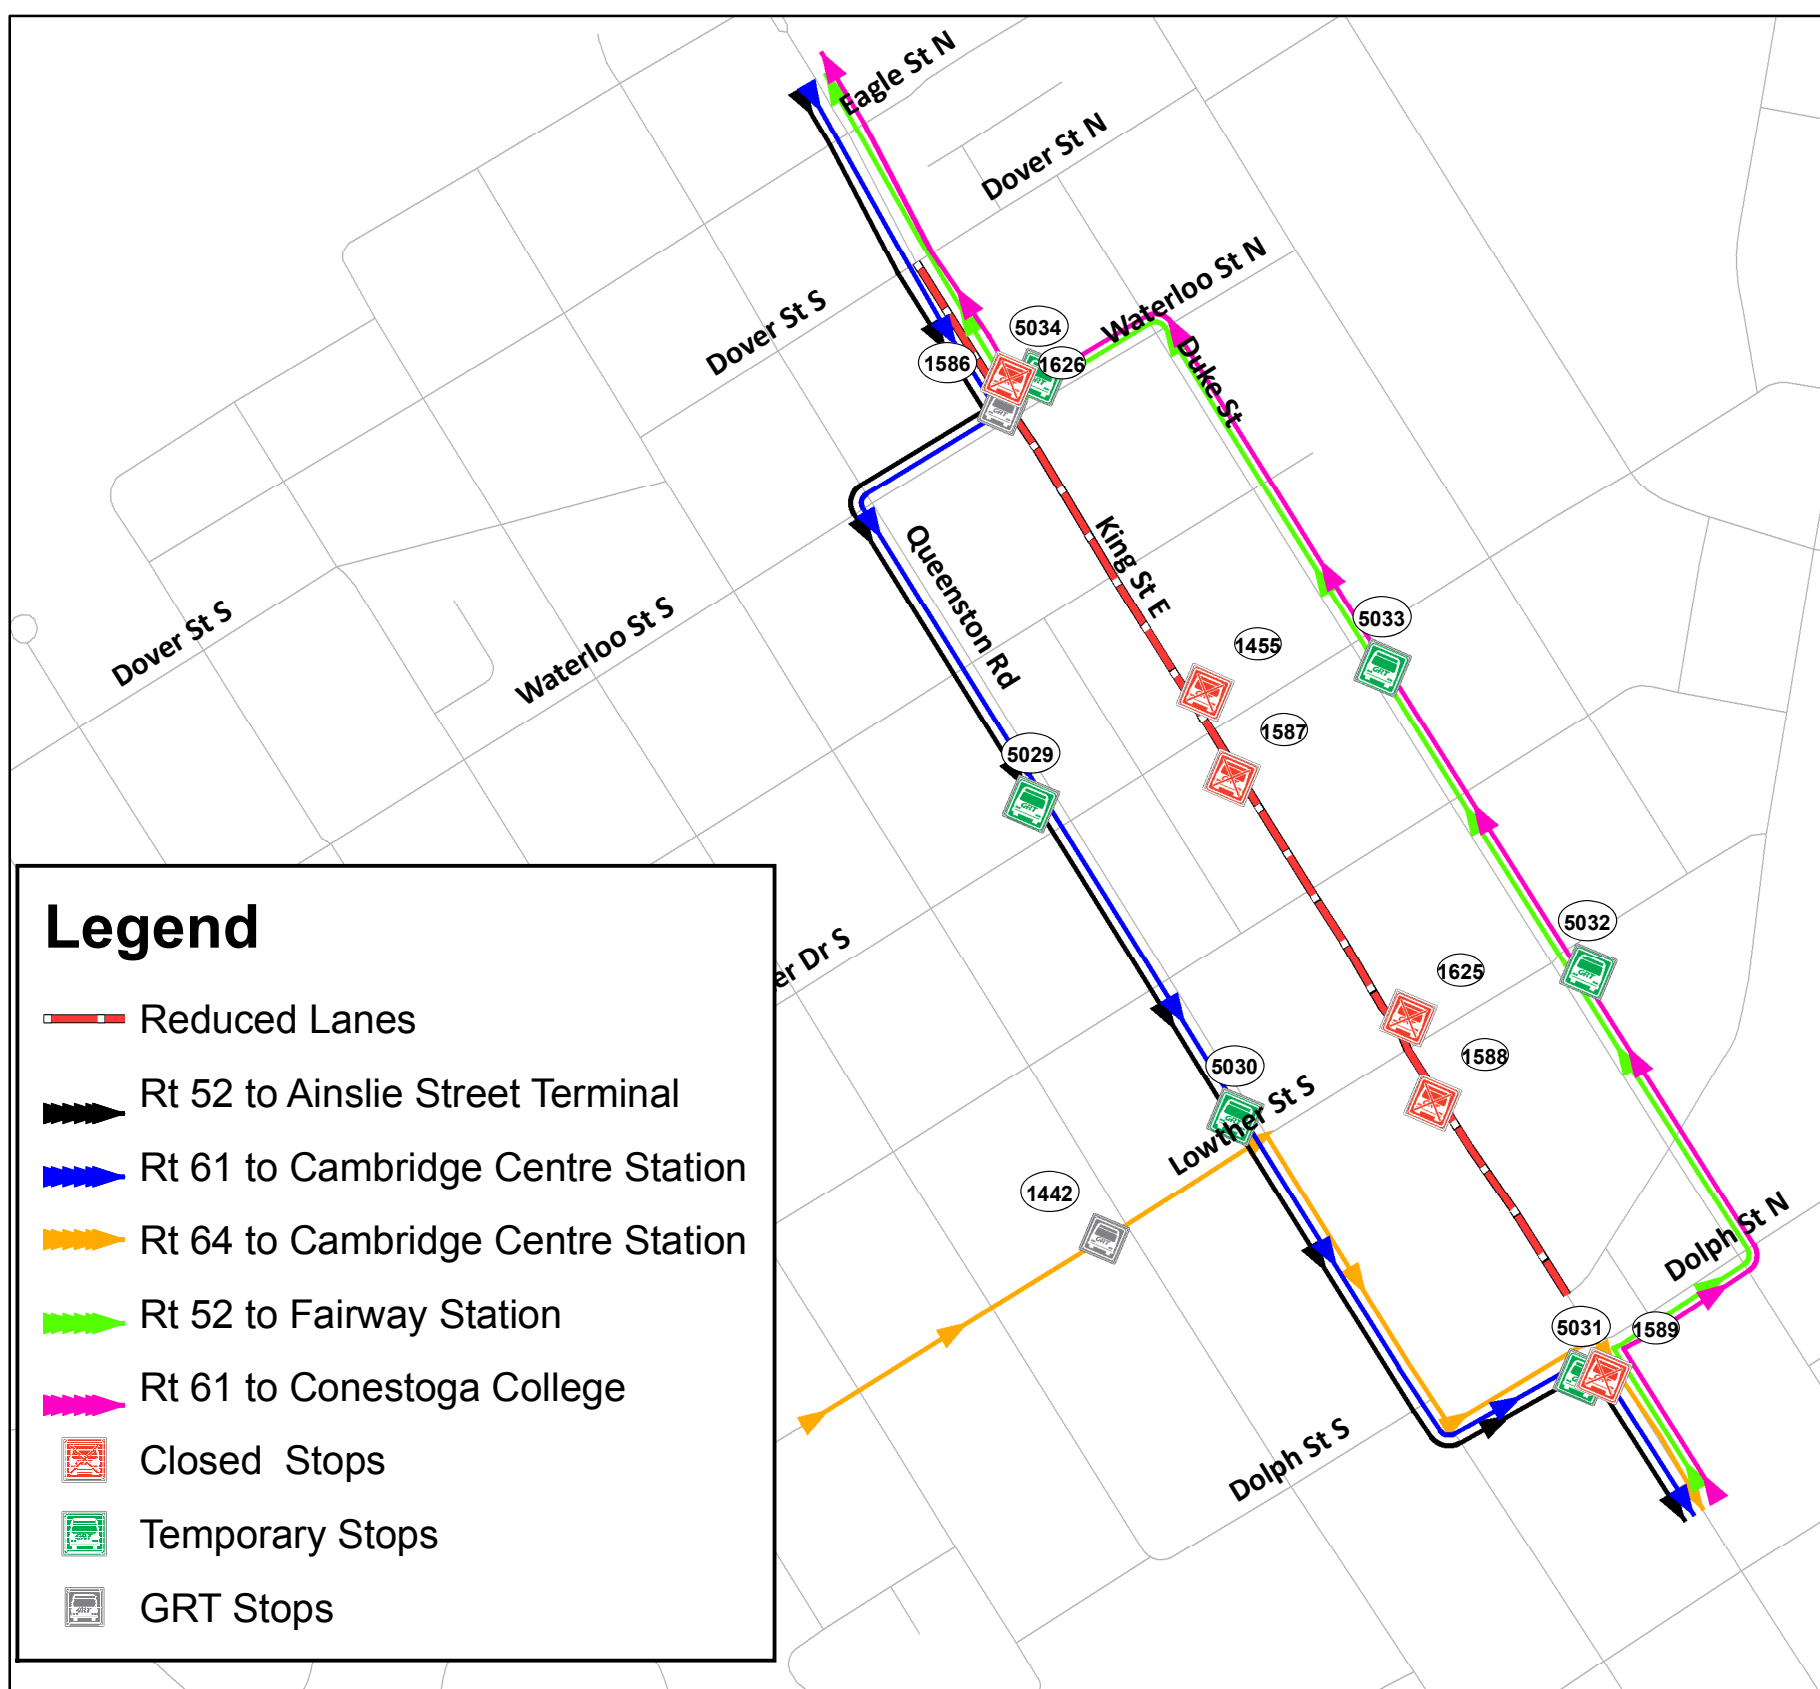 Eagle St N
Dover St N
Waterloo St N
Dover St S
5034
1586
1626
Duke St
Queenston Rd
King St E
Dover St S
Waterloo St S
1455
5033
1587
5029
er Dr S
5032
1625
1588
5030
Lowther St S
1442
Dolph St N
5031
1589
Dolph St S
Legend
Reduced Lanes
Rt 52 to Ainslie Street Terminal
Rt 61 to Cambridge Centre Station
Rt 64 to Cambridge Centre Station
Rt 52 to Fairway Station
Rt 61 to Conestoga College
Closed Stops
Temporary Stops
GRT Stops